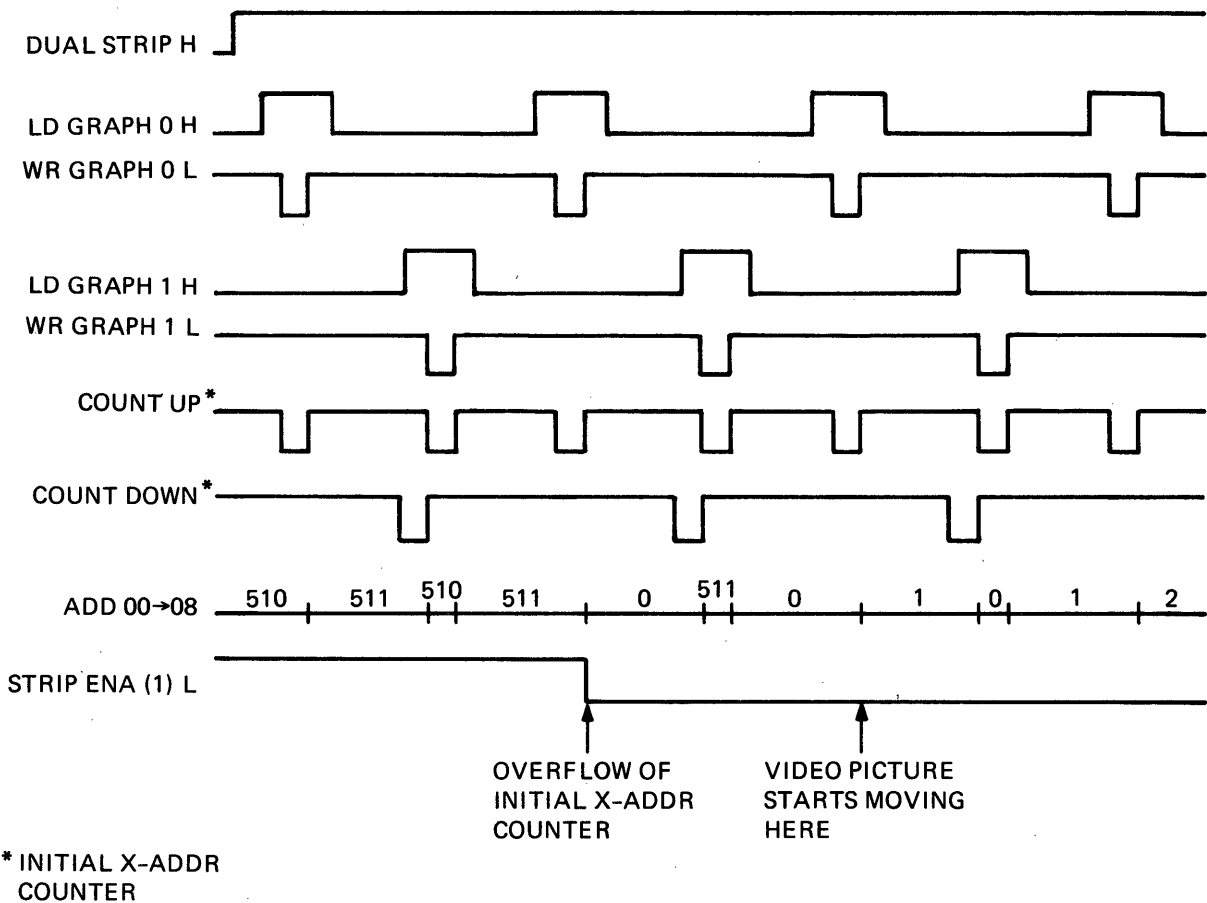 DUAL STRIP H
LD GRAPH 0 H
WR GRAPH 0 L
LD GRAPH 1 H
WR GRAPH 1 L
COUNT UP*
COUNT DOWN*
ADD 00→08 510 511 510 511 0 511 0 1 0 1 2
STRIP ENA (1) L
OVERFLOW OF
INITIAL X-ADDR
COUNTER
VIDEO PICTURE
STARTS MOVING
HERE
* INITIAL X-ADDR
COUNTER